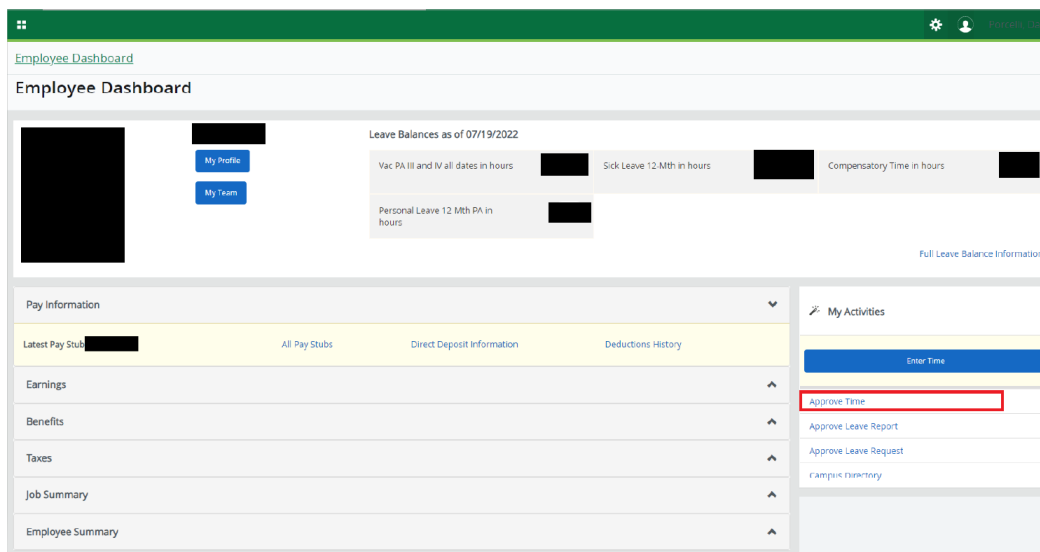 Employee Dashboard
Employee Dashboard
My Profile
My Team
Leave Balances as of 07/19/2022
Vac PA III and IV all dates in hours
Sick Leave 12-Mth in hours
Compensatory Time in hours
Personal Leave 12 Mth PA in
hours
Full Leave Balance Information
Pay Information
Latest Pay Stub
All Pay Stubs
Direct Deposit Information
Deductions History
Earnings
Benefits
Taxes
Job Summary
Employee Summary
My Activities
Enter Time
Approve Time
Approve Leave Report
Approve Leave Request
Campus Directory